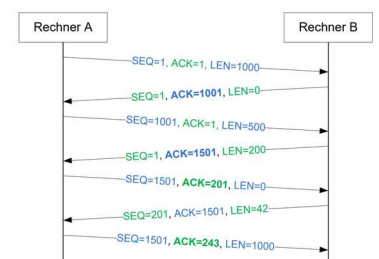 Rechner A
Rechner B
SEQ=1, ACK=1, LEN=1000
SEQ=1, ACK=1001, LEN=0
SEQ=1001, ACK=1, LEN=500
SEQ=1, ACK=1501, LEN=200
SEQ=1501, ACK=201, LEN=0
SEQ=201, ACK=1501, LEN=42
SEQ=1501, ACK=243, LEN=1000